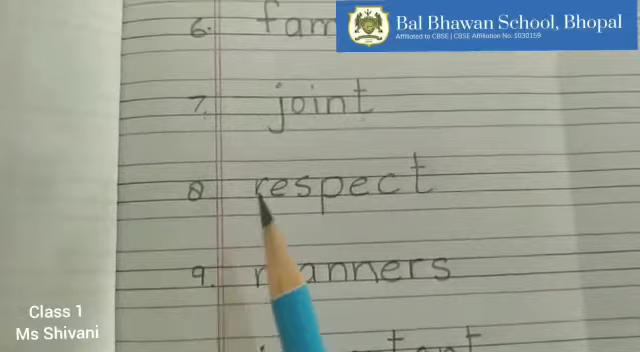 Bal Bhawan School, Bhopal
Affiliated to CBSE | CBSE Affiliation No. 1030159
6. fam
7. joint
8 respect
9. manners
Class 1
Ms Shivani